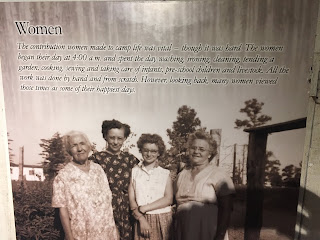 Women
The contribution women made to camp life was vital — though it was hard. The women
began their day at 4:00 a.m. and spent the day washing, ironing, cleaning, tending a
garden, cooking, sewing and taking care of infants, pre-school children and livestock. All the
work was done by hand and from scratch. However, looking back, many women viewed
those times as some of their happiest days.